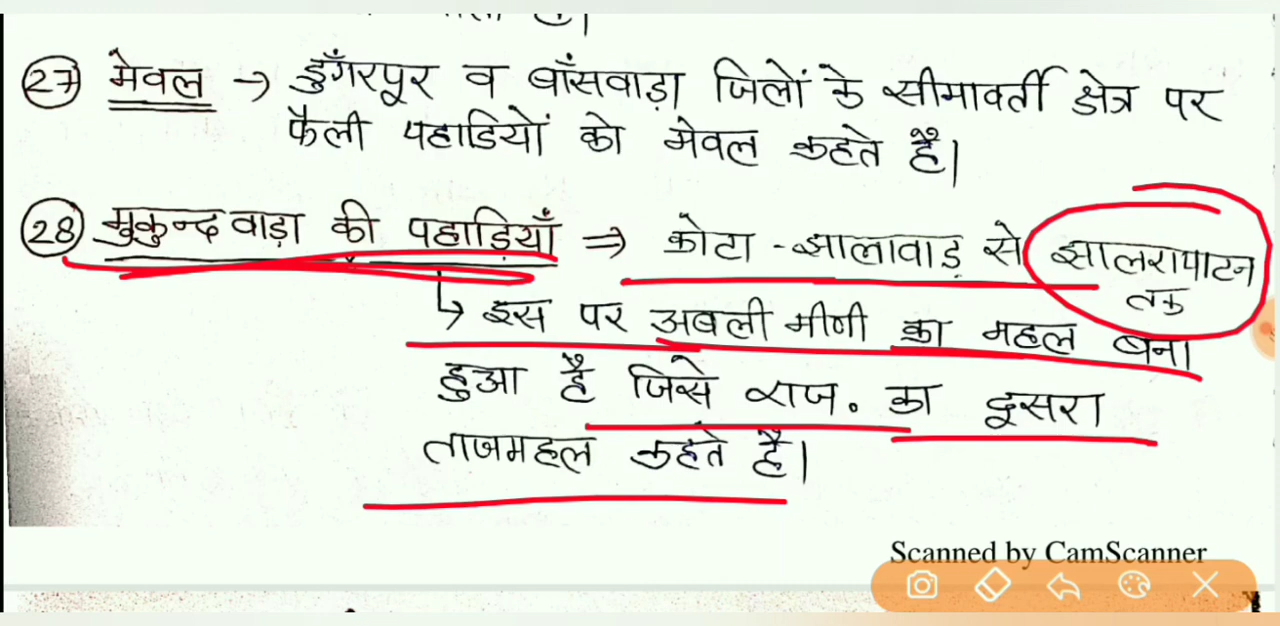 (27) मेवल → डुँगरपूर व बाँसवाड़ा जिलों के सीमावर्ती क्षेत्र पर
फैली पहाडियों को मेवल कहते है।
(28) मुकुन्दवाड़ा की पहाड़ियाँ ⇒ कोटा - झालावाड़ से झालरापाटन
तक
↳ इस पर अबली मीणी का महल बना
हुआ है जिसे राज. का दूसरा
ताजमहल कहते है।
Scanned by CamScanner